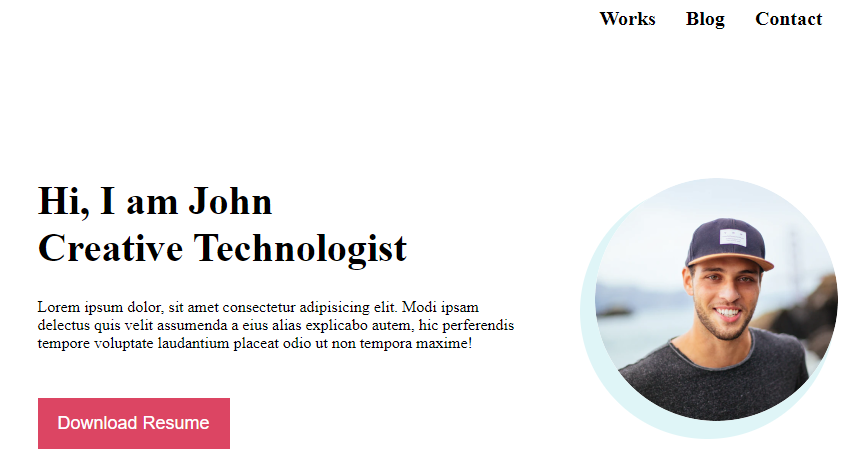 Works Blog Contact
Hi, I am John
Creative Technologist
Lorem ipsum dolor, sit amet consectetur adipisicing elit. Modi ipsam
delectus quis velit assumenda a eius alias explicabo autem, hic perferendis
tempore voluptate laudantium placeat odio ut non tempora maxime!
Download Resume